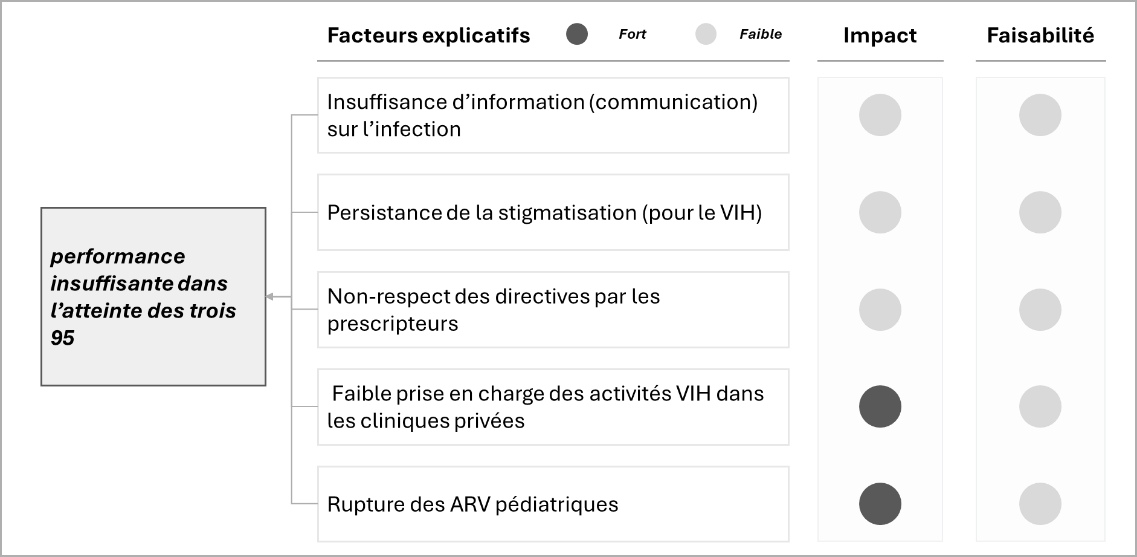 Facteurs explicatifs
Fort
Faible
Impact
Faisabilité
Insuffisance d’information (communication)
sur l’infection
Persistance de la stigmatisation (pour le VIH)
performance
insuffisante dans
l’atteinte des trois
95
Non-respect des directives par les
prescripteurs
Faible prise en charge des activités VIH dans
les cliniques privées
Rupture des ARV pédiatriques